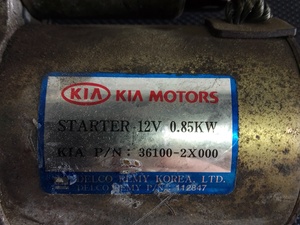 KIA KIA MOTORS
STARTER 12V 0.85KW
KIA P/N: 36100-2X000
DELCO REMY KOREA, LTD.
DELCO REMY P/N: 112847